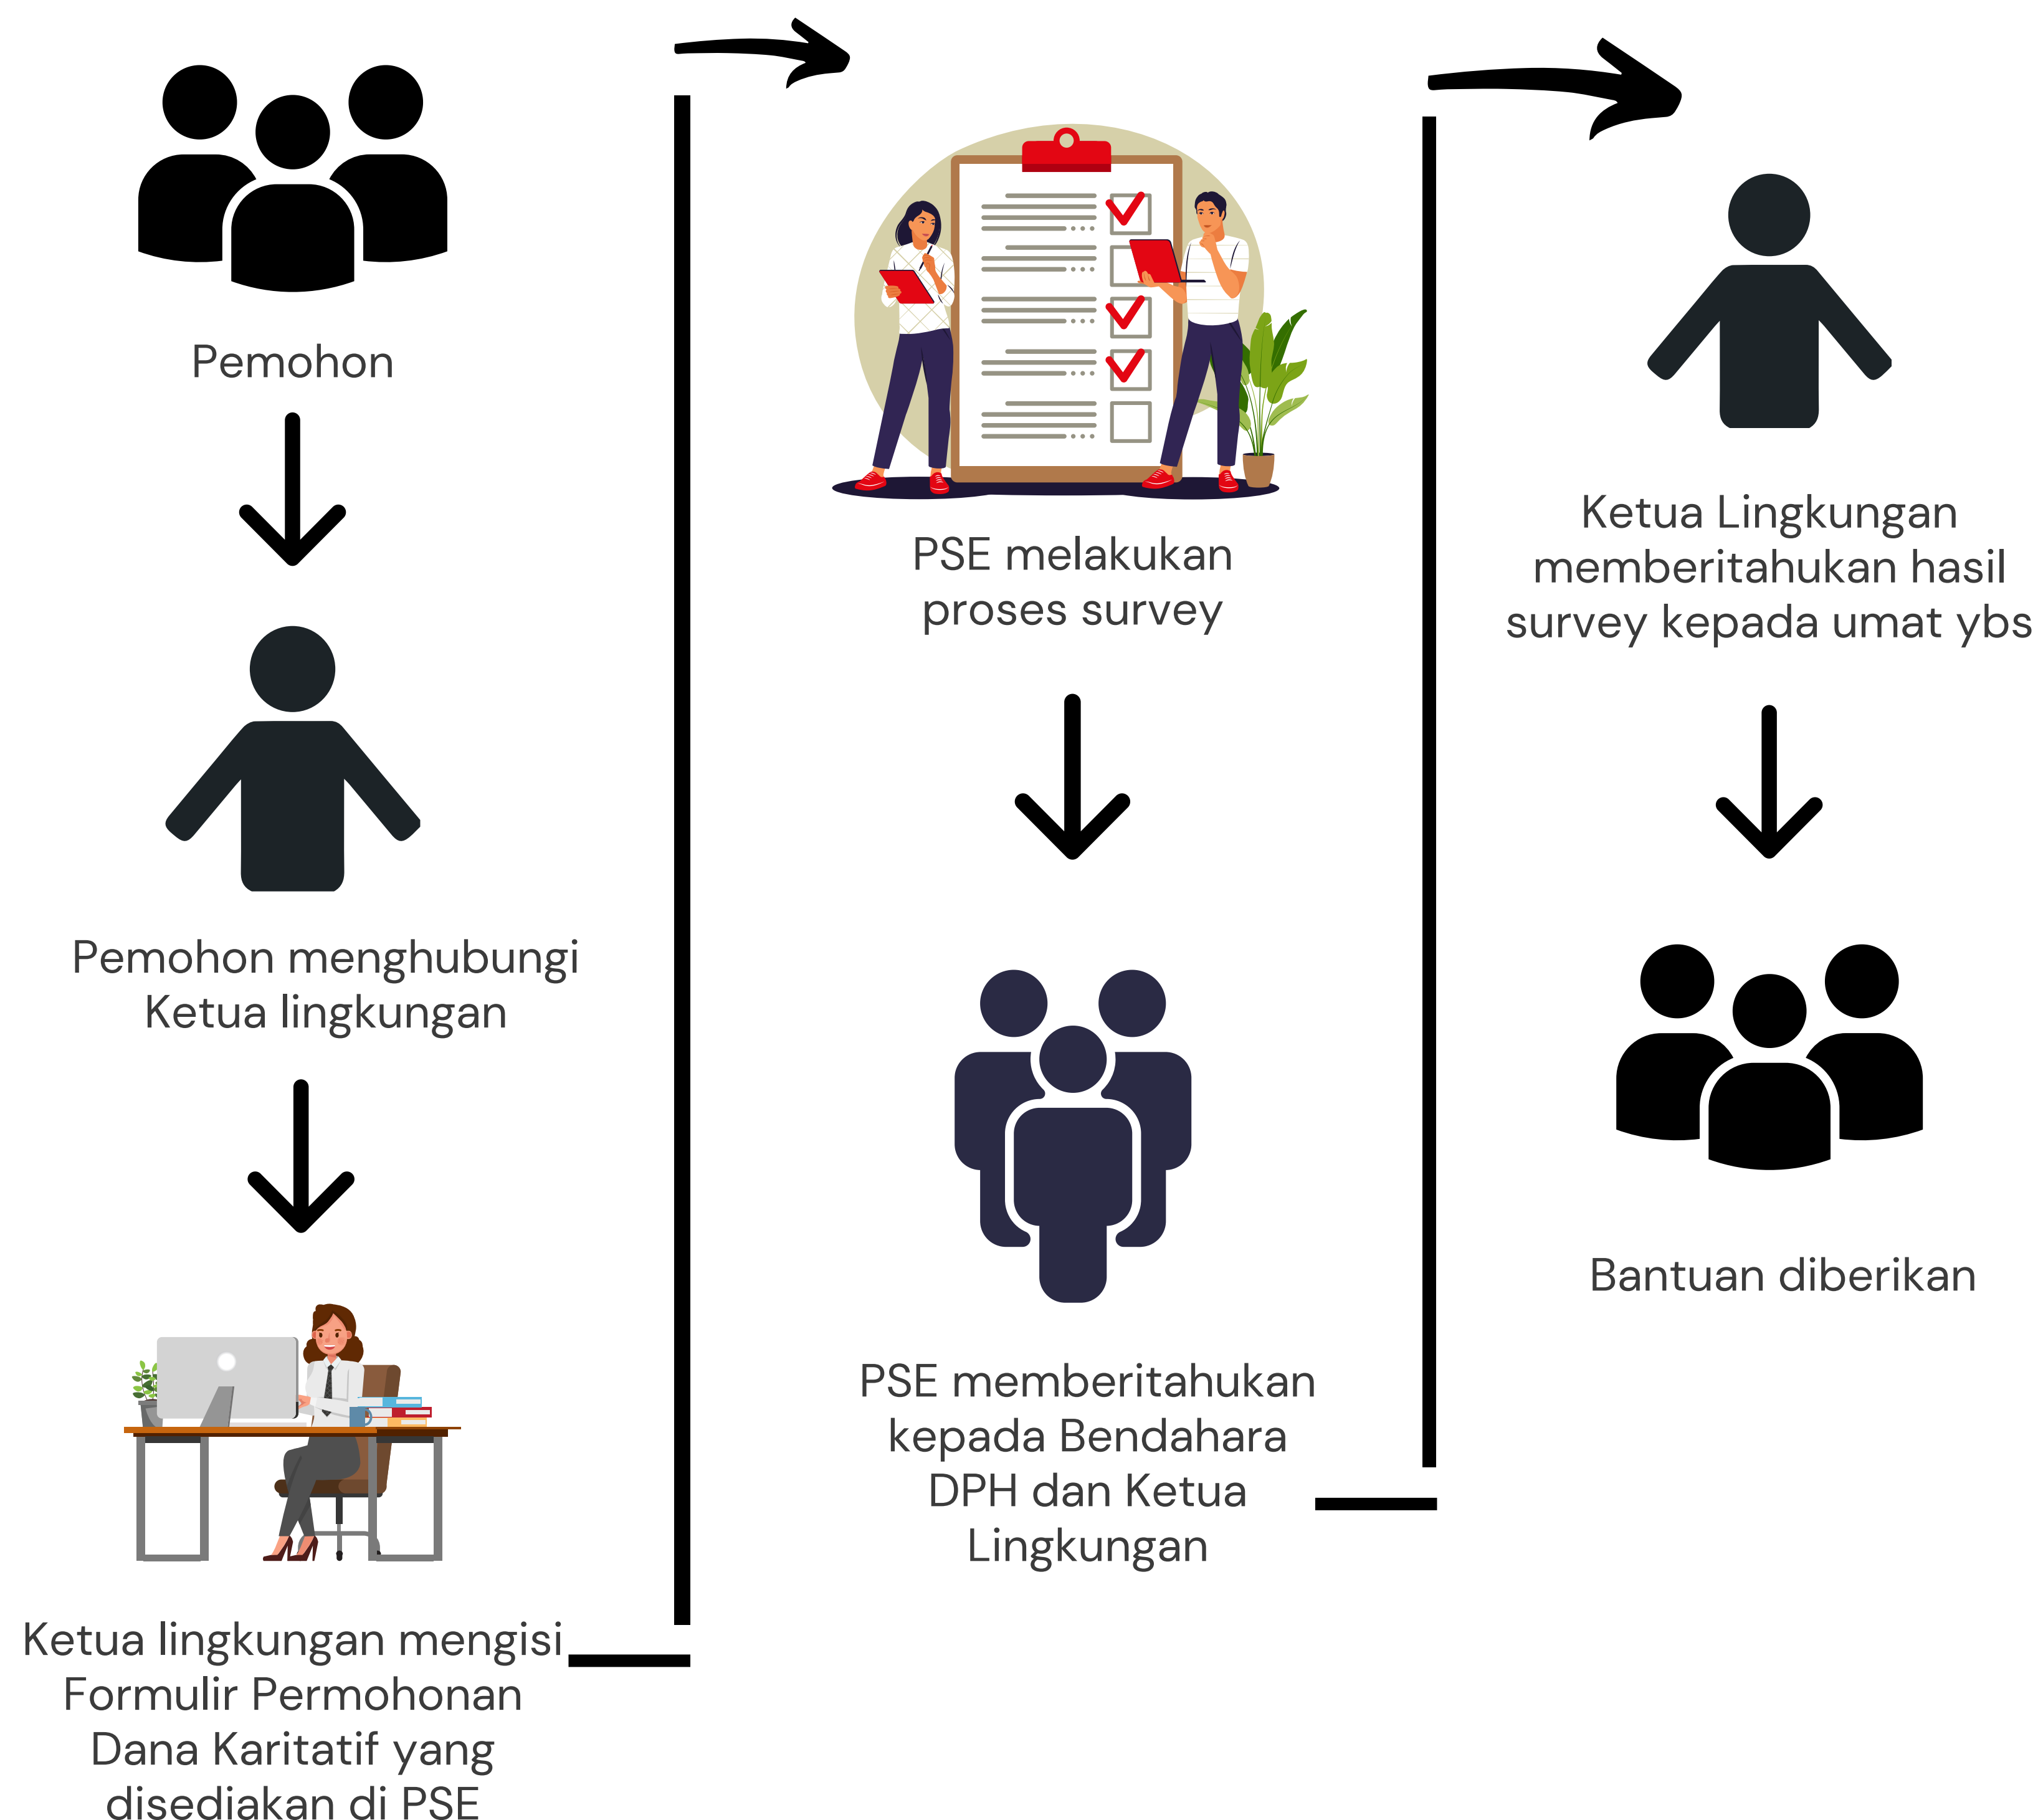 Pemohon
Pemohon menghubungi
Ketua lingkungan
Ketua lingkungan mengisi
Formulir Permohonan
Dana Karitatif yang
disediakan di PSE
PSE melakukan
proses survey
PSE memberitahukan
kepada Bendahara
DPH dan Ketua
Lingkungan
Ketua Lingkungan
memberitahukan hasil
survey kepada umat ybs
Bantuan diberikan